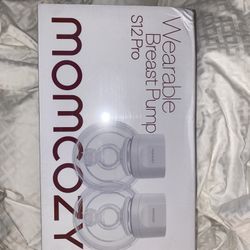 Wearable
Breast Pump
S12 Pro
momcozy